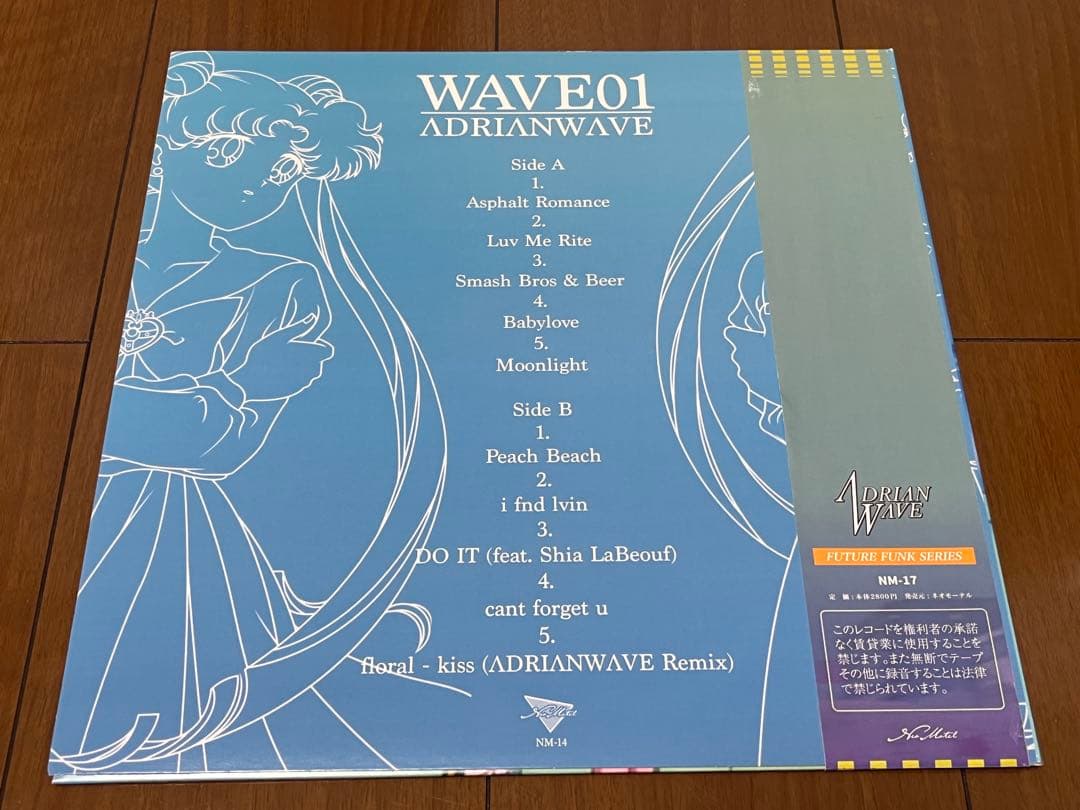 WAVE01
ΛDRIΛNWΛVE
Side A
1.
Asphalt Romance
2.
Luv Me Rite
3.
Smash Bros & Beer
4.
Babylove
5.
Moonlight
Side B
1.
Peach Beach
2.
i fnd lvin
3.
DO IT (feat. Shia LaBeouf)
4.
cant forget u
5.
floral - kiss (ΛDRIΛNWΛVE Remix)
Neo Motel
NM-14
ΛDRIAN
WAVE
FUTURE FUNK SERIES
NM-17
定 価：本体2800円 発売元：ネオモーテル
このレコードを権利者の承諾
なく賃貸業に使用することを
禁じます。また無断でテープ
その他に録音することは法律
で禁じられています。
Neo Motel